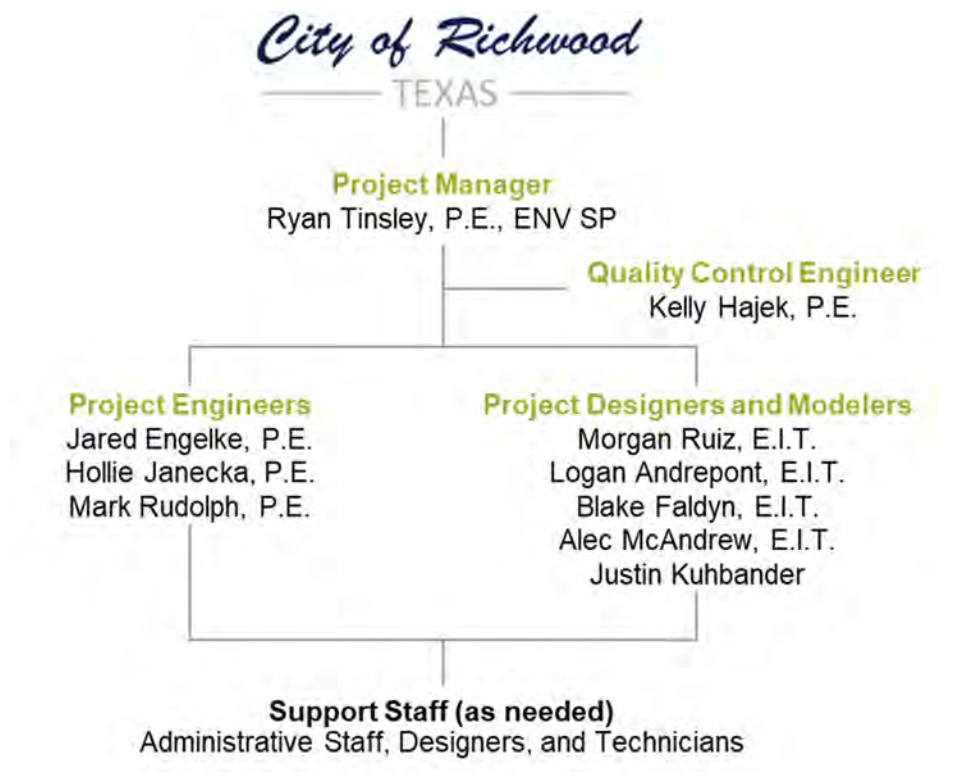 City of Richwood
TEXAS
Project Manager
Ryan Tinsley, P.E., ENV SP
Quality Control Engineer
Kelly Hajek, P.E.
Project Engineers
Jared Engelke, P.E.
Hollie Janecka, P.E.
Mark Rudolph, P.E.
Project Designers and Modelers
Morgan Ruiz, E.I.T.
Logan Andrepont, E.I.T.
Blake Faldyn, E.I.T.
Alec McAndrew, E.I.T.
Justin Kuhbander
Support Staff (as needed)
Administrative Staff, Designers, and Technicians